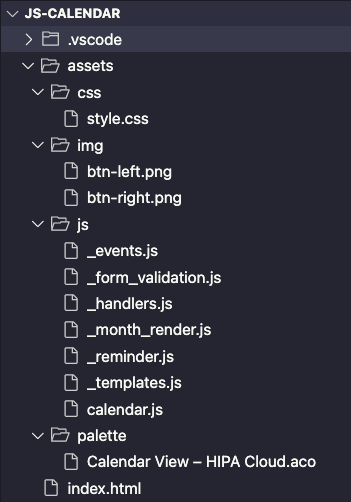 JS-CALENDAR
.vscode
assets
css
style.css
img
btn-left.png
btn-right.png
js
_events.js
_form_validation.js
_handlers.js
_month_render.js
_reminder.js
_templates.js
calendar.js
palette
Calendar View – HIPA Cloud.aco
index.html